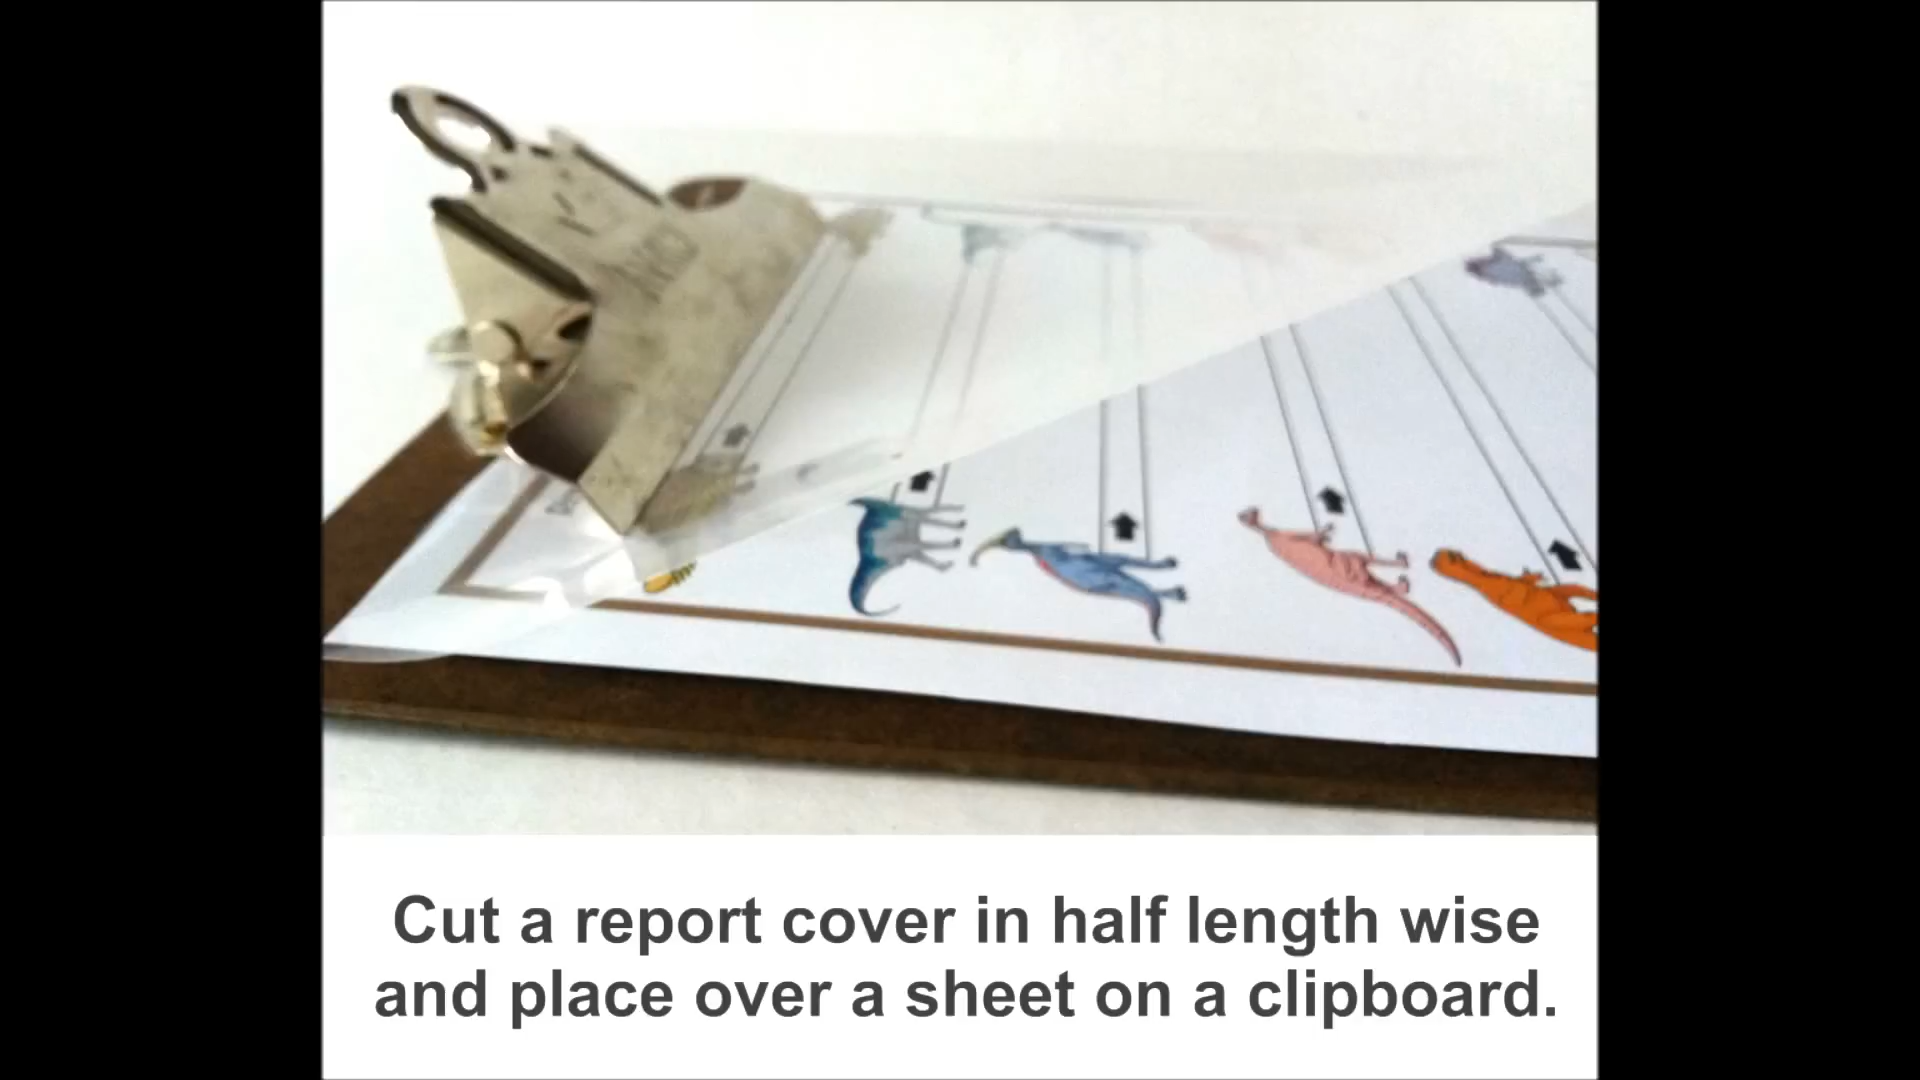 Cut a report cover in half length wise
and place over a sheet on a clipboard.